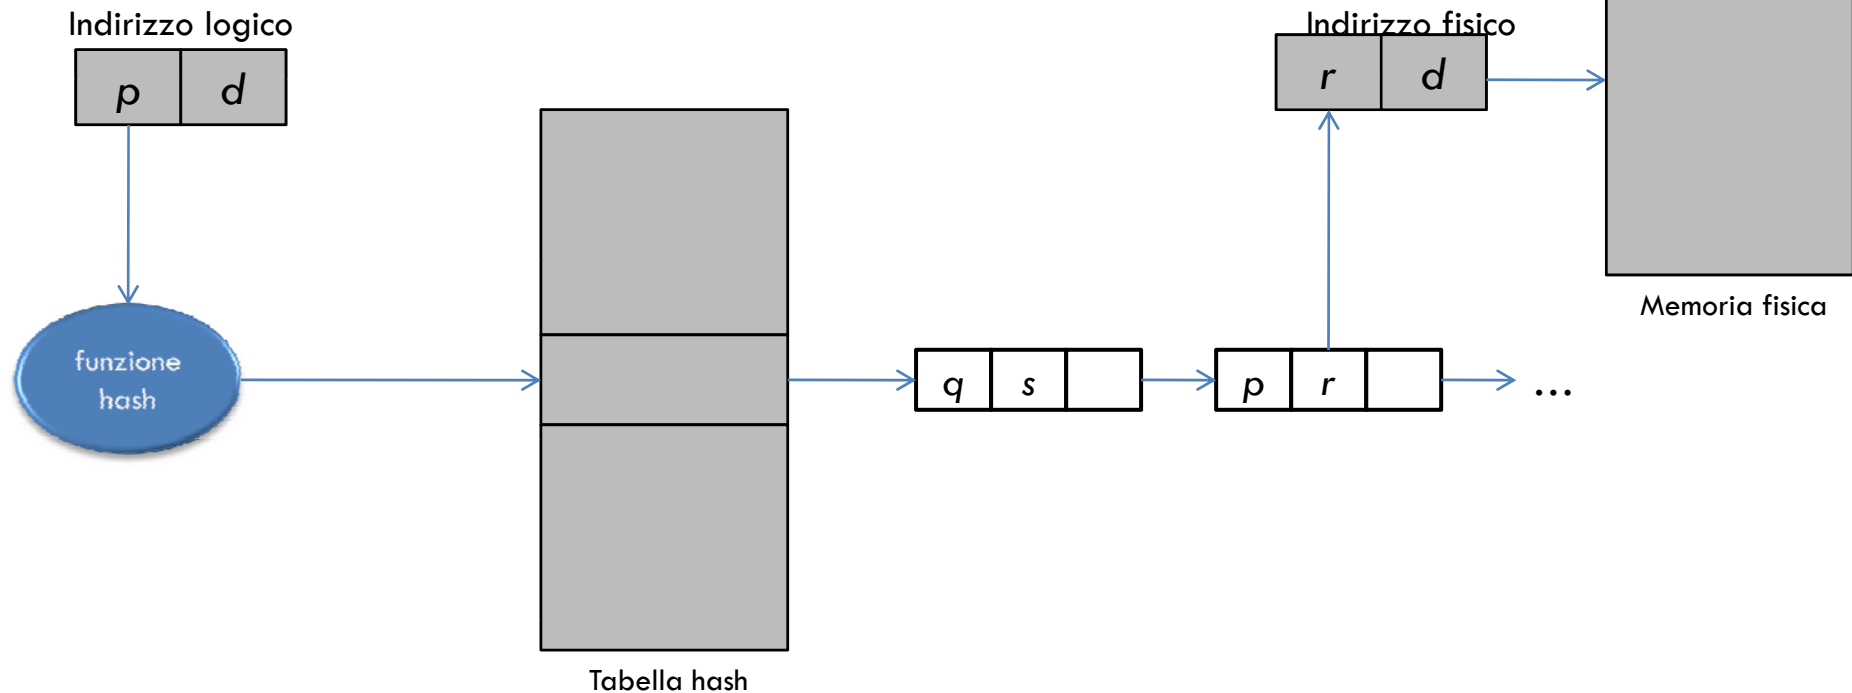 Indirizzo logico
p d
Indirizzo fisico
r d
Memoria fisica
funzione
hash
q s
p r
...
Tabella hash